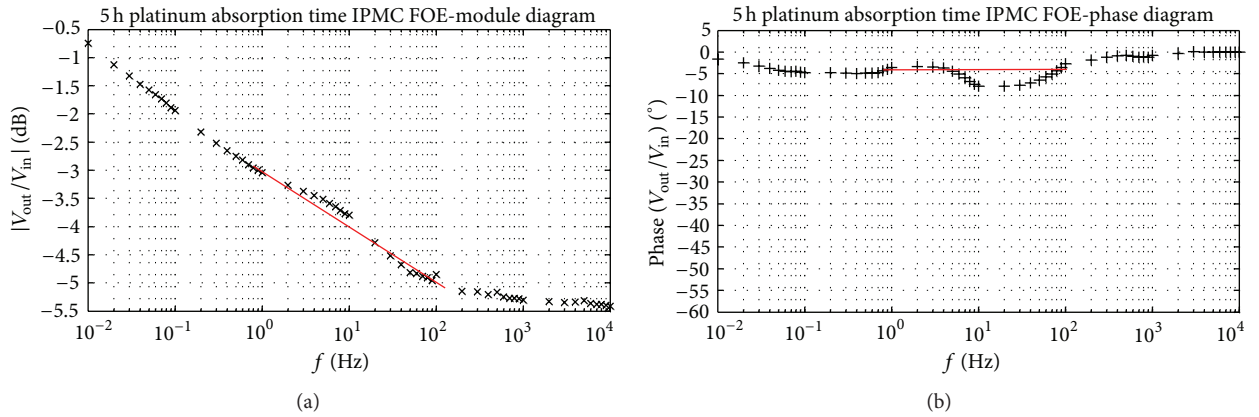 5 h platinum absorption time IPMC FOE-module diagram
−0.5
−1
−1.5
−2
−2.5
−3
−3.5
−4
−4.5
−5
−5.5
|V_out/V_in| (dB)
10^−2 10^−1 10^0 10^1 10^2 10^3 10^4
f (Hz)
(a)
5 h platinum absorption time IPMC FOE-phase diagram
0
−5
−10
−15
−20
−25
−30
−35
−40
−45
−50
−55
−60
Phase (V_out/V_in) (°)
10^−2 10^−1 10^0 10^1 10^2 10^3 10^4
f (Hz)
(b)